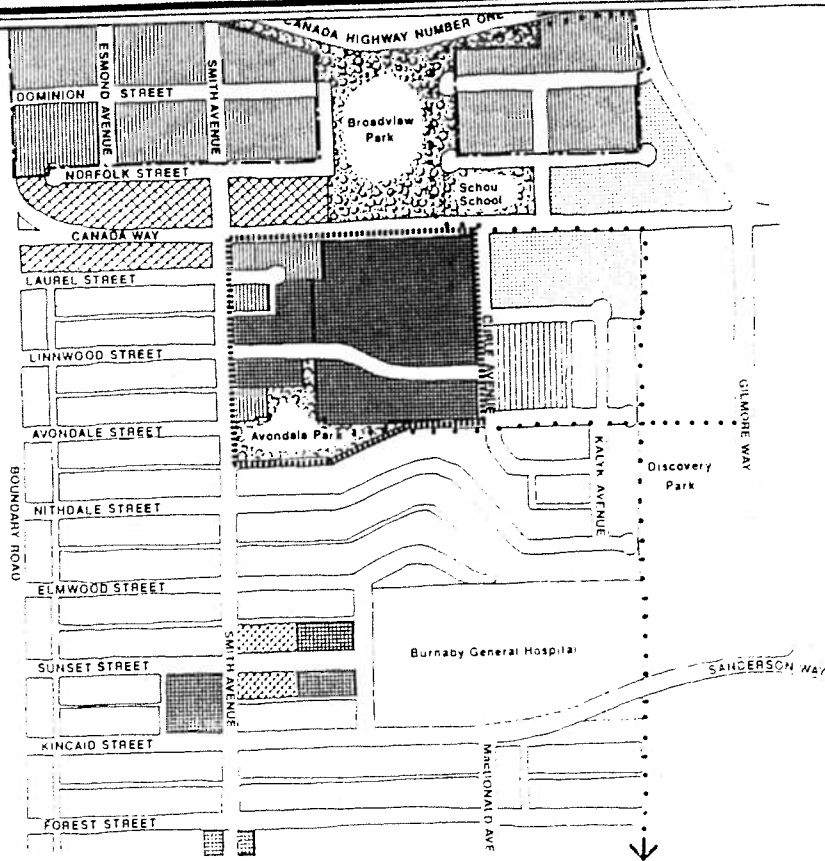 CANADA HIGHWAY NUMBER ONE
ESMOND AVENUE
SMITH AVENUE
DOMINION STREET
Broadview
Park
NORFOLK STREET
Schou
School
CANADA WAY
LAUREL STREET
LINNWOOD STREET
AVENUE
GILMORE WAY
AVONDALE STREET
Avondale Park
KALYK AVENUE
Discovery
Park
BOUNDARY ROAD
NITHDALE STREET
ELMWOOD STREET
SMITH AVENUE
Burnaby General Hospital
SUNSET STREET
SANDERSON WAY
KINCAID STREET
MacDONALD AVE
FOREST STREET